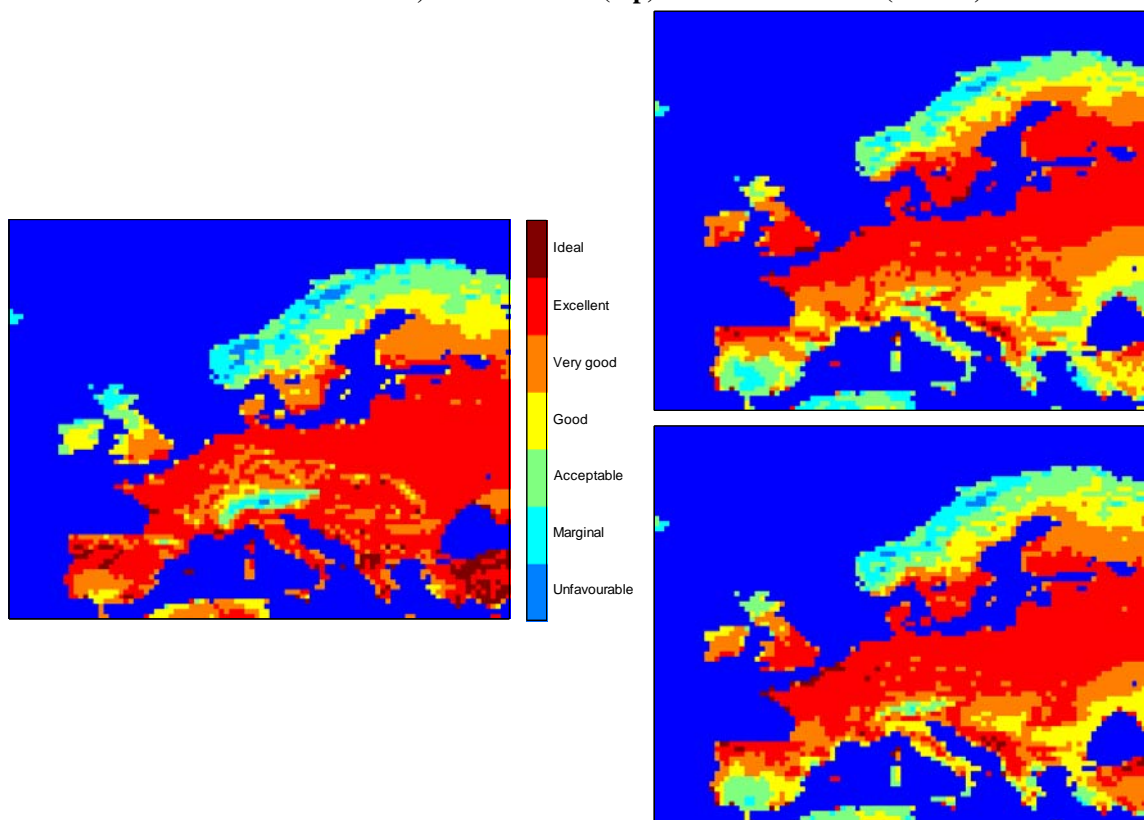 Ideal
Excellent
Very good
Good
Acceptable
Marginal
Unfavourable